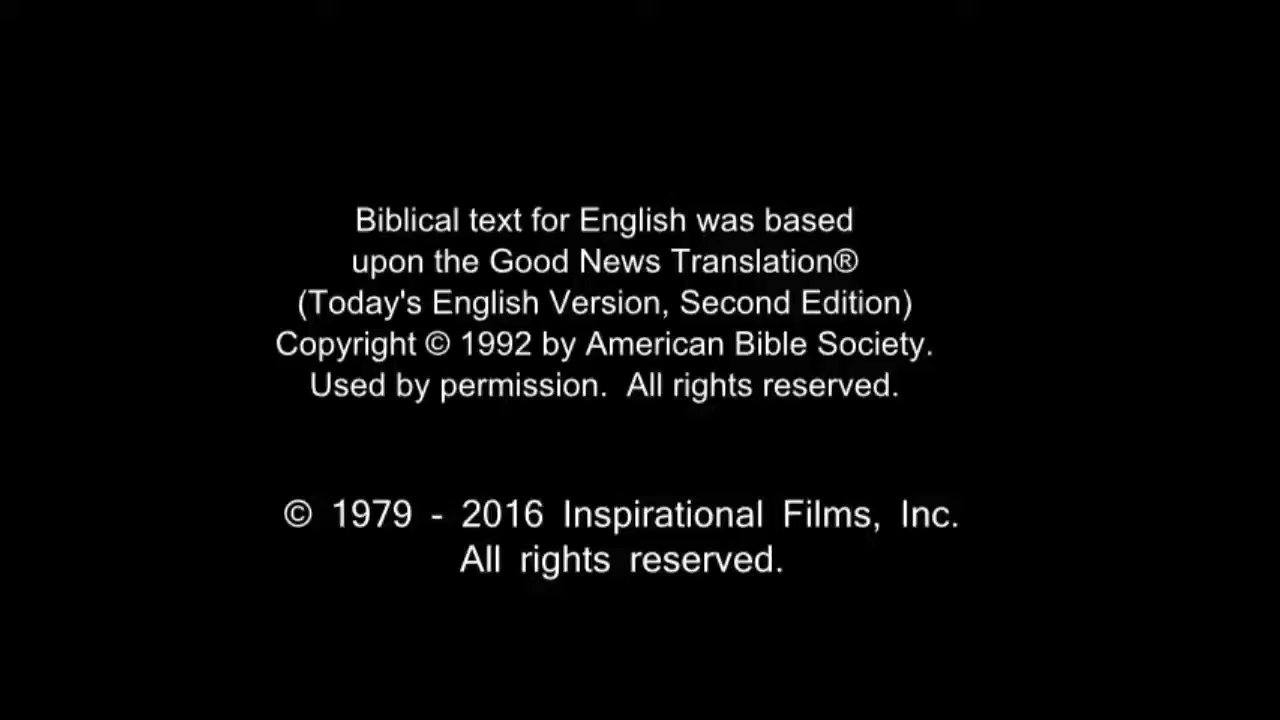 Biblical text for English was based
upon the Good News Translation®
(Today's English Version, Second Edition)
Copyright © 1992 by American Bible Society.
Used by permission.  All rights reserved.
© 1979 - 2016 Inspirational Films, Inc.
All rights reserved.